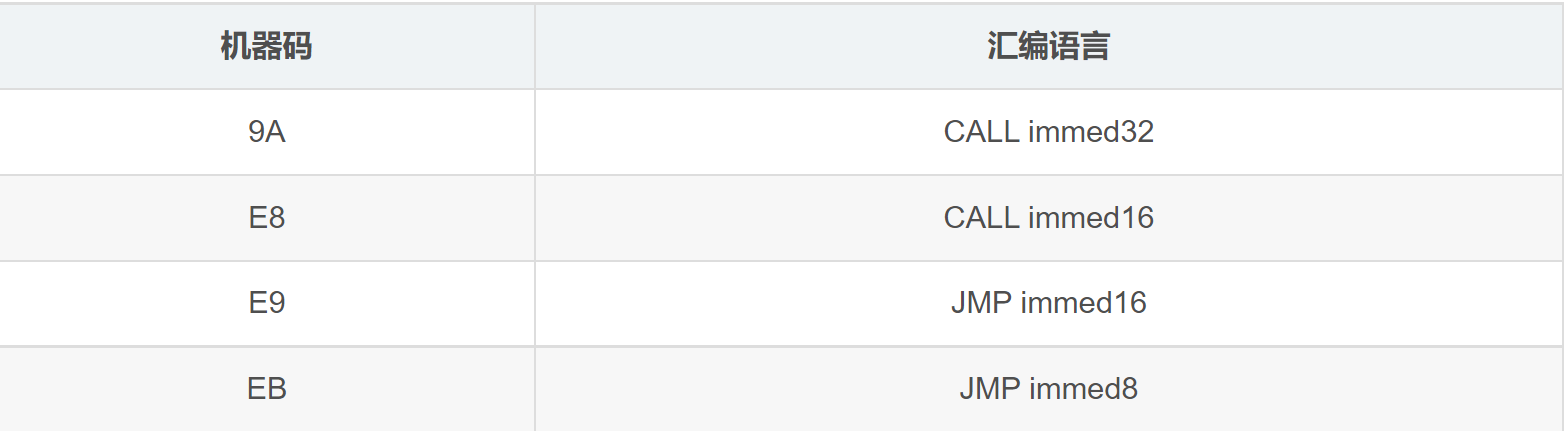 机器码 汇编语言
9A CALL immed32
E8 CALL immed16
E9 JMP immed16
EB JMP immed8